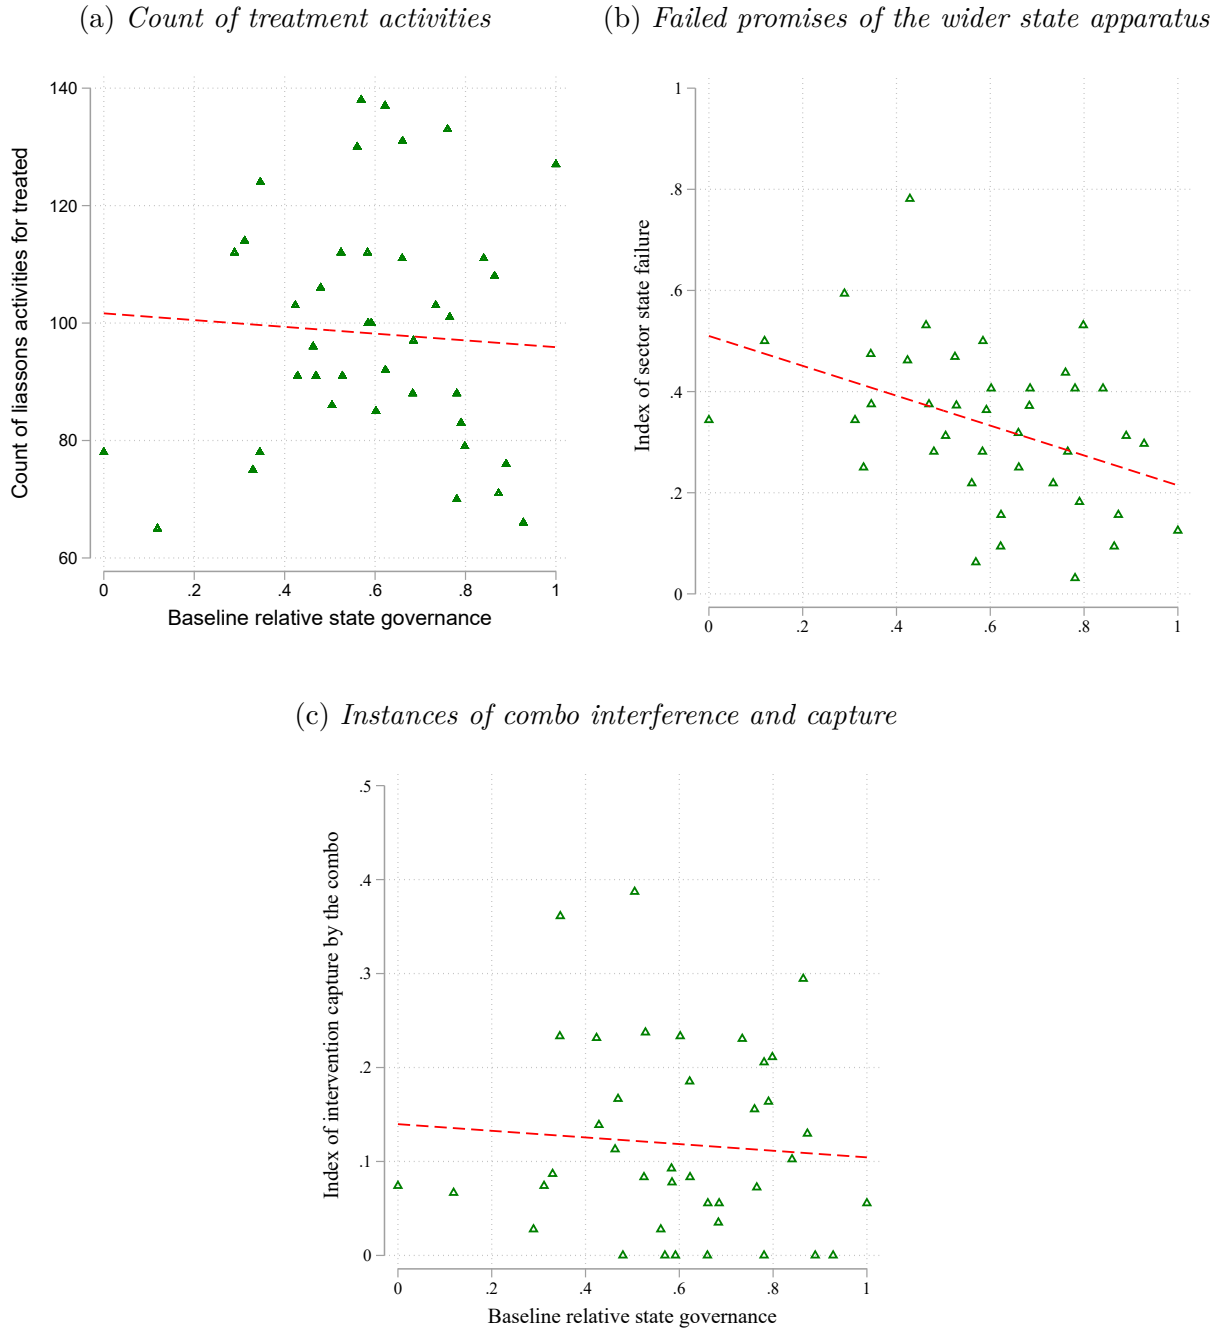 (a) Count of treatment activities
(b) Failed promises of the wider state apparatus
Count of liassons activities for treated
140
120
100
80
60
0 .2 .4 .6 .8 1
Baseline relative state governance
Index of sector state failure
1
.8
.6
.4
.2
0
0 .2 .4 .6 .8 1
(c) Instances of combo interference and capture
Index of intervention capture by the combo
.5
.4
.3
.2
.1
0
0 .2 .4 .6 .8 1
Baseline relative state governance